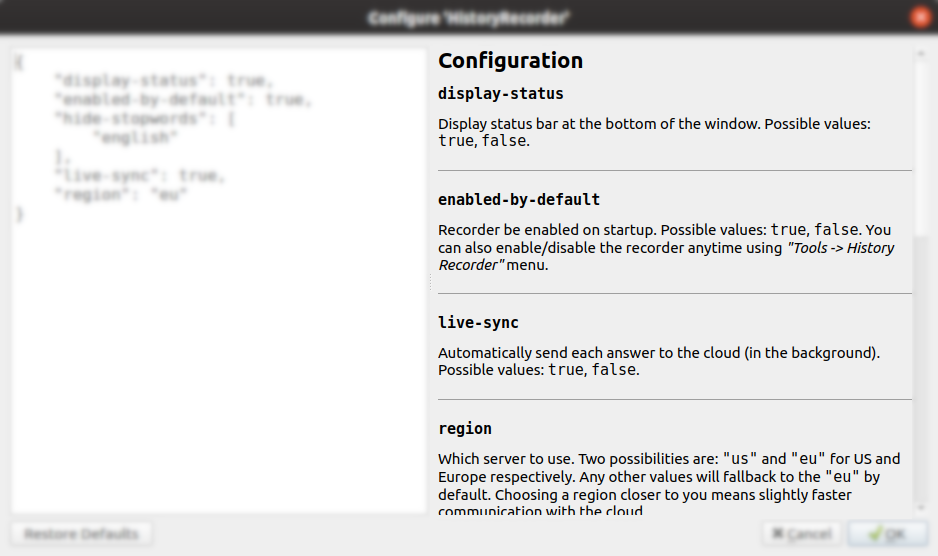 Configure 'HistoryRecorder'
{
"display-status": true,
"enabled-by-default": true,
"hide-stopwords": [
"english"
],
"live-sync": true,
"region": "eu"
}
Configuration
display-status
Display status bar at the bottom of the window. Possible values:
true, false.
enabled-by-default
Recorder be enabled on startup. Possible values: true, false. You
can also enable/disable the recorder anytime using "Tools -> History
Recorder" menu.
live-sync
Automatically send each answer to the cloud (in the background).
Possible values: true, false.
region
Which server to use. Two possibilities are: "us" and "eu" for US and
Europe respectively. Any other values will fallback to the "eu" by
default. Choosing a region closer to you means slightly faster
communication with the cloud
Restore Defaults
Cancel
OK